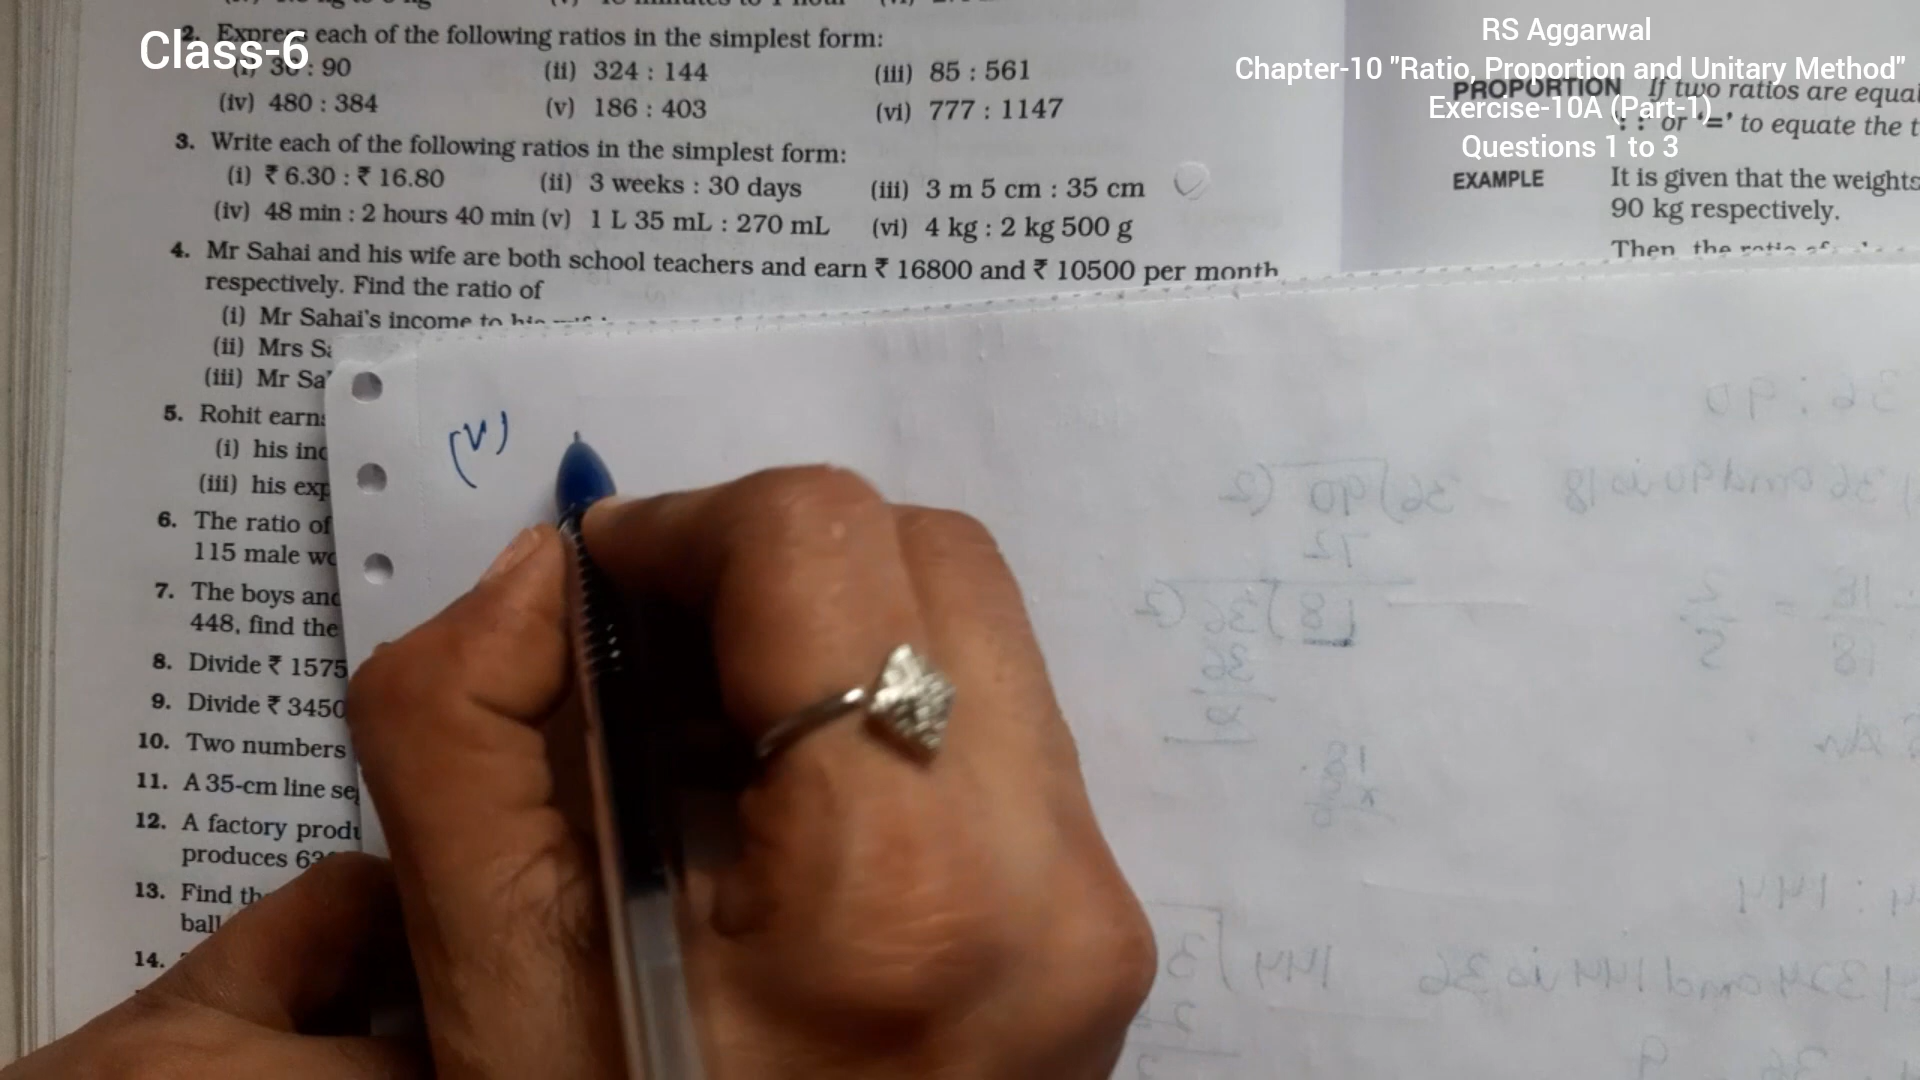 Class-6
RS Aggarwal
Chapter-10 "Ratio, Proportion and Unitary Method"
Exercise-10A (Part-1)
Questions 1 to 3
2. Express each of the following ratios in the simplest form:
(i) 36 : 90 (ii) 324 : 144 (iii) 85 : 561
(iv) 480 : 384 (v) 186 : 403 (vi) 777 : 1147
3. Write each of the following ratios in the simplest form:
(i) ₹ 6.30 : ₹ 16.80 (ii) 3 weeks : 30 days (iii) 3 m 5 cm : 35 cm
(iv) 48 min : 2 hours 40 min (v) 1 L 35 mL : 270 mL (vi) 4 kg : 2 kg 500 g
4. Mr Sahai and his wife are both school teachers and earn ₹ 16800 and ₹ 10500 per month
respectively. Find the ratio of
(i) Mr Sahai's income to his
(ii) Mrs
(iii) Mr
5. Rohit
(i) his
(iii) his
6. The ratio of
115 male
7. The boys
448, find the
8. Divide ₹ 1575
9. Divide ₹ 3450
10. Two numbers
11. A 35-cm line
12. A factory
produces
13. Find
ball
14.
PROPORTION If two ratios are
or '=' to equate the
EXAMPLE It is given that the weights
90 kg respectively.
Then, the
(v)